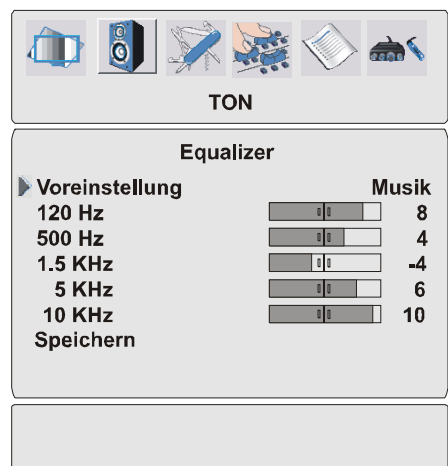 TON
Equalizer
Voreinstellung Musik
120 Hz 8
500 Hz 4
1.5 KHz -4
5 KHz 6
10 KHz 10
Speichern